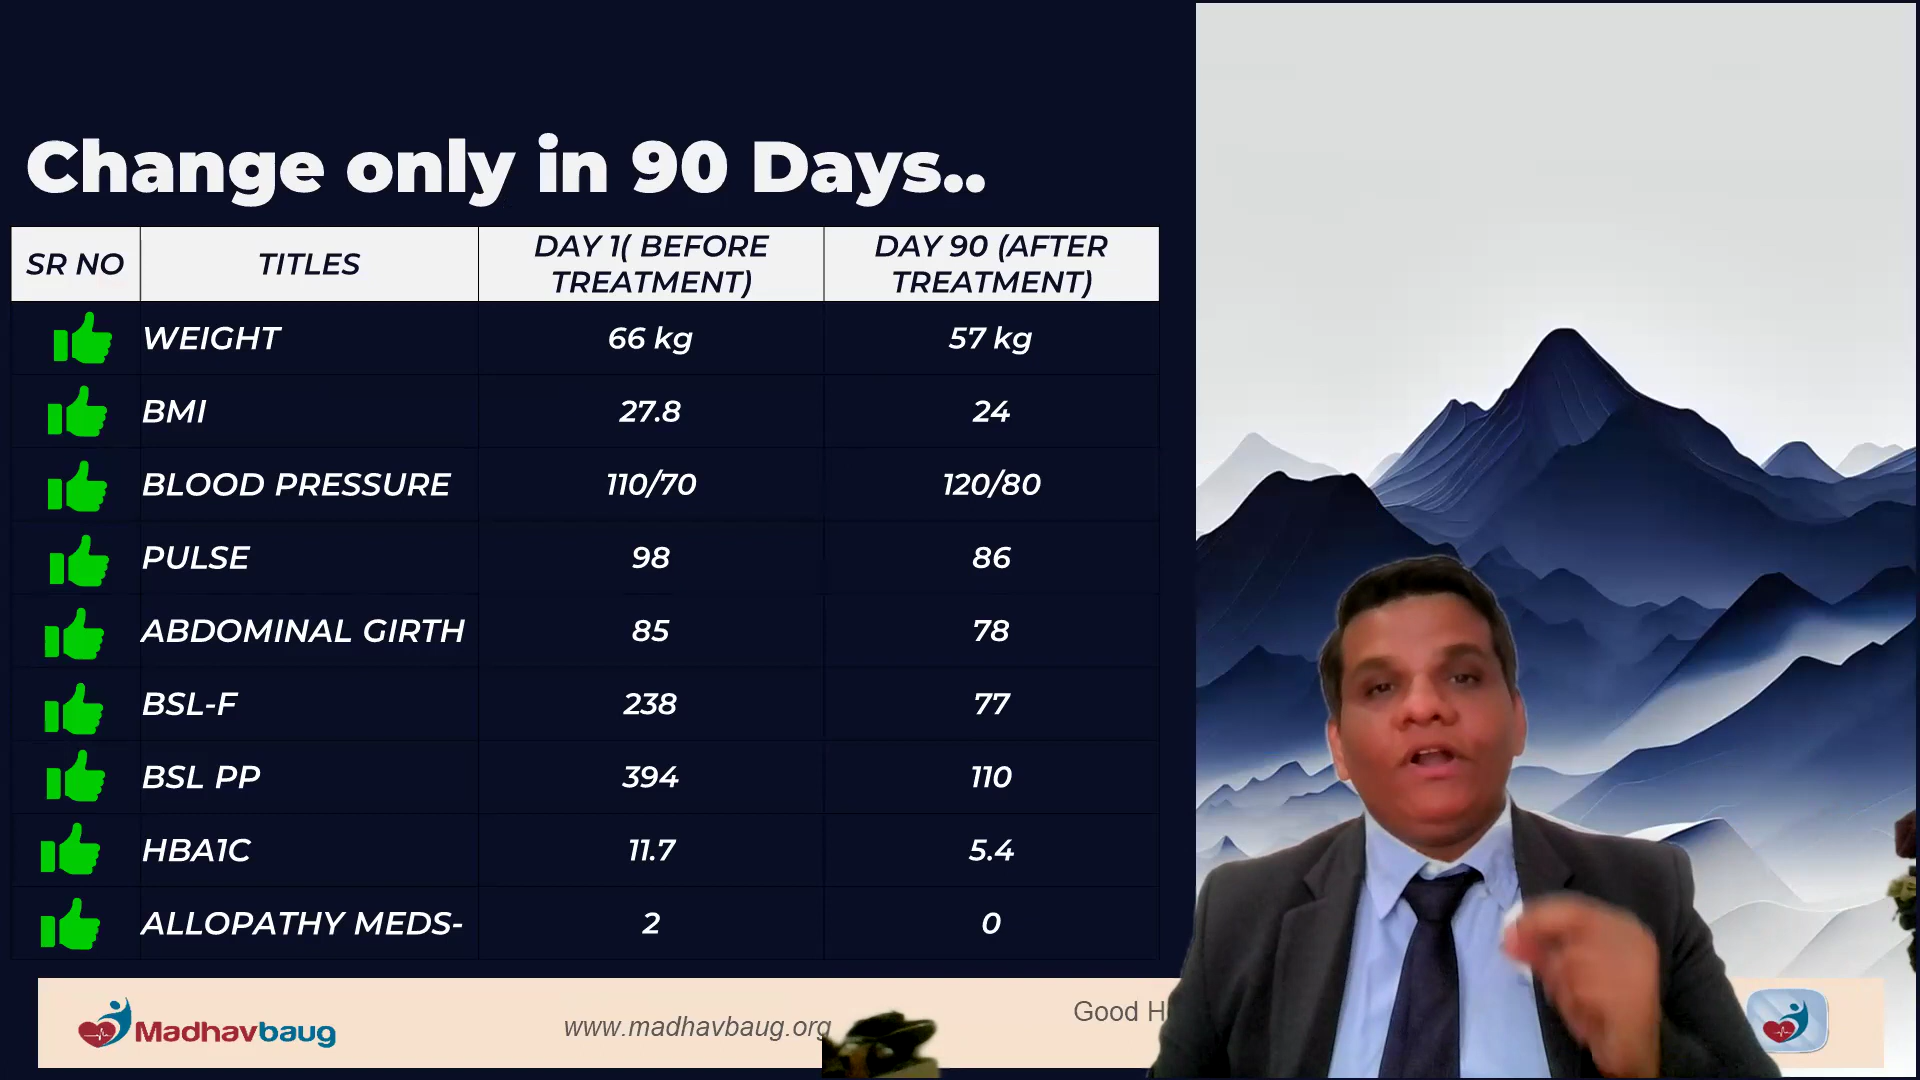 Change only in 90 Days..
SR NO TITLES DAY 1( BEFORE TREATMENT) DAY 90 (AFTER TREATMENT)
WEIGHT 66 kg 57 kg
BMI 27.8 24
BLOOD PRESSURE 110/70 120/80
PULSE 98 86
ABDOMINAL GIRTH 85 78
BSL-F 238 77
BSL PP 394 110
HBA1C 11.7 5.4
ALLOPATHY MEDS- 2 0
Madhavbaug
www.madhavbaug.org
Good